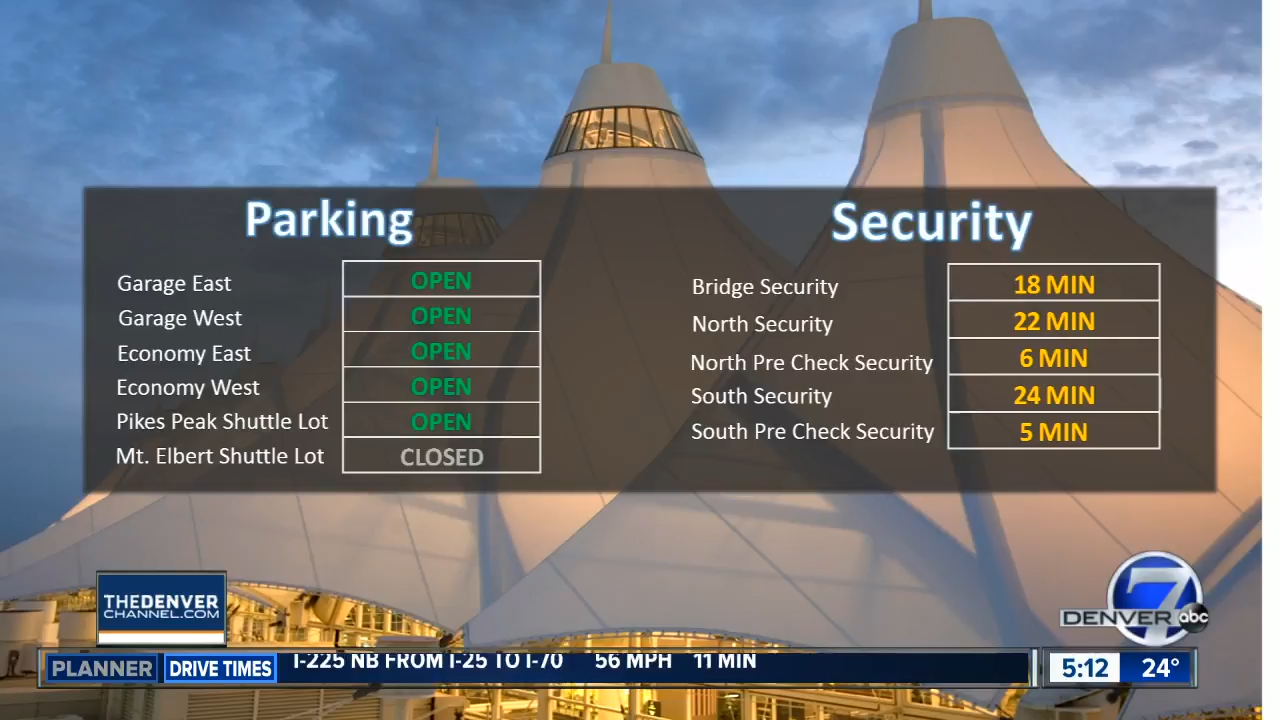 Parking
Garage East OPEN
Garage West OPEN
Economy East OPEN
Economy West OPEN
Pikes Peak Shuttle Lot OPEN
Mt. Elbert Shuttle Lot CLOSED
Security
Bridge Security 18 MIN
North Security 22 MIN
North Pre Check Security 6 MIN
South Security 24 MIN
South Pre Check Security 5 MIN
THEDENVER
CHANNEL.COM
DENVER 7 abc
PLANNER DRIVE TIMES I-225 NB FROM I-25 TO I-70 56 MPH 11 MIN 5:12 24°